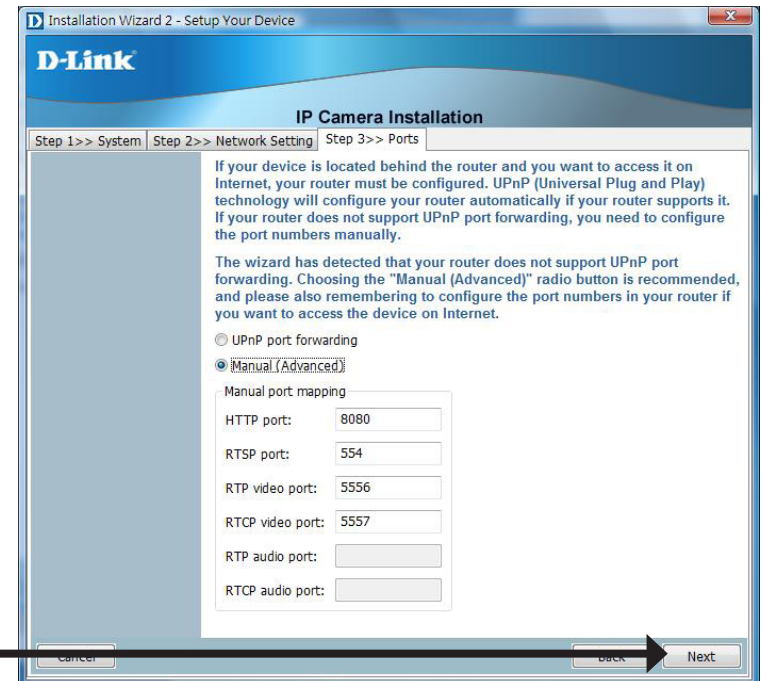 Installation Wizard 2 - Setup Your Device
D-Link
IP Camera Installation
Step 1>> System Step 2>> Network Setting Step 3>> Ports
If your device is located behind the router and you want to access it on
Internet, your router must be configured. UPnP (Universal Plug and Play)
technology will configure your router automatically if your router supports it.
If your router does not support UPnP port forwarding, you need to configure
the port numbers manually.
The wizard has detected that your router does not support UPnP port
forwarding. Choosing the "Manual (Advanced)" radio button is recommended,
and please also remembering to configure the port numbers in your router if
you want to access the device on Internet.
UPnP port forwarding
Manual (Advanced)
Manual port mapping
HTTP port: 8080
RTSP port: 554
RTP video port: 5556
RTCP video port: 5557
RTP audio port:
RTCP audio port:
Cancel Back Next